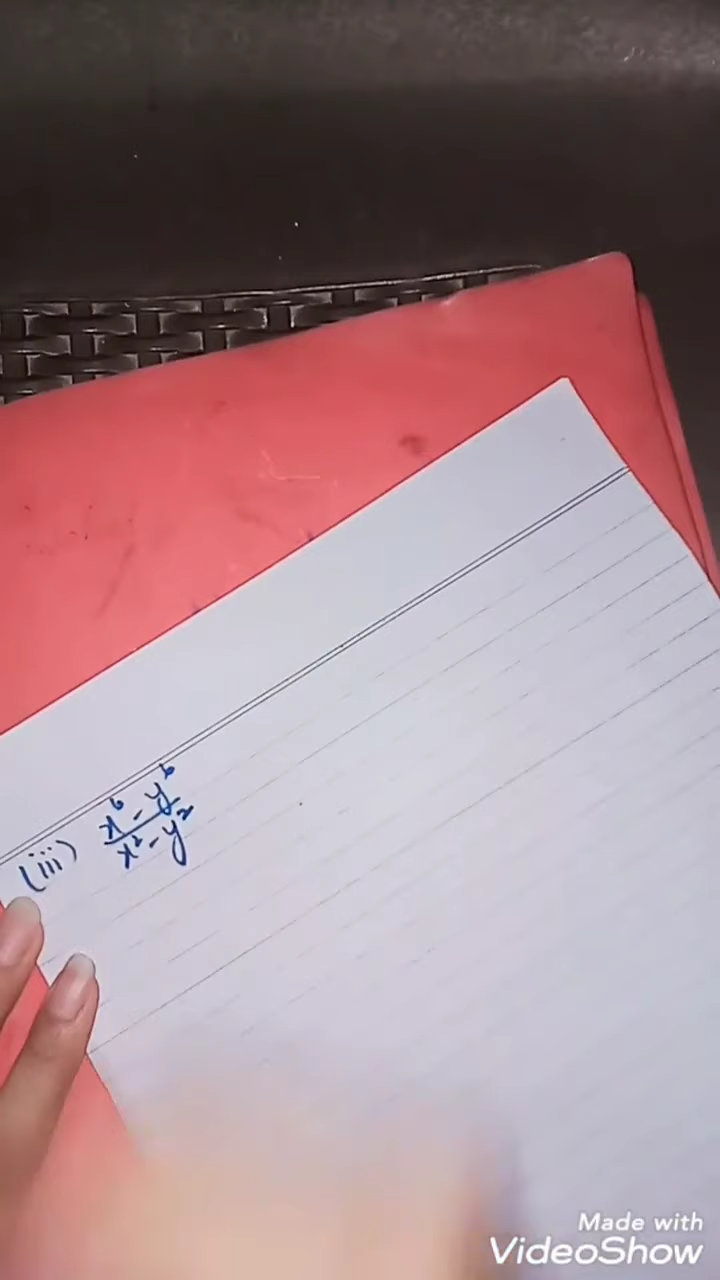 (iii) x⁶ - y⁶ / x² - y²
Made with
VideoShow